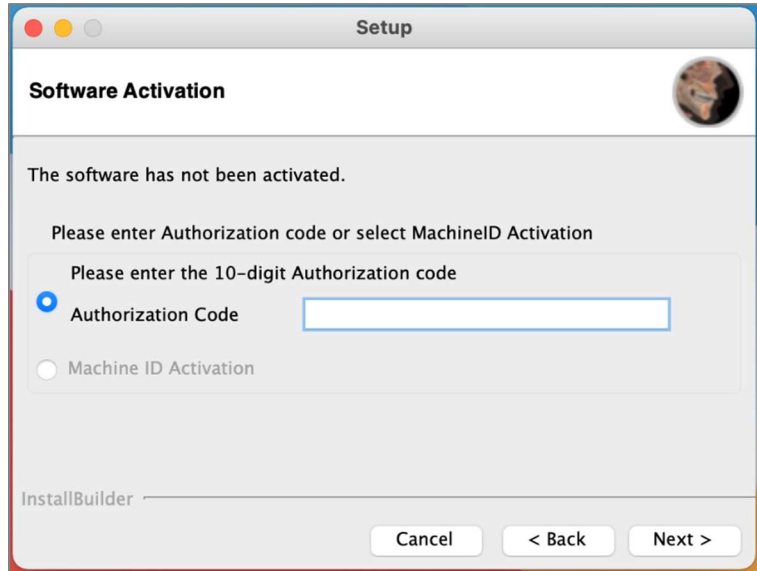 Setup
Software Activation
The software has not been activated.
Please enter Authorization code or select MachineID Activation
Please enter the 10-digit Authorization code
Authorization Code
Machine ID Activation
InstallBuilder
Cancel
< Back
Next >